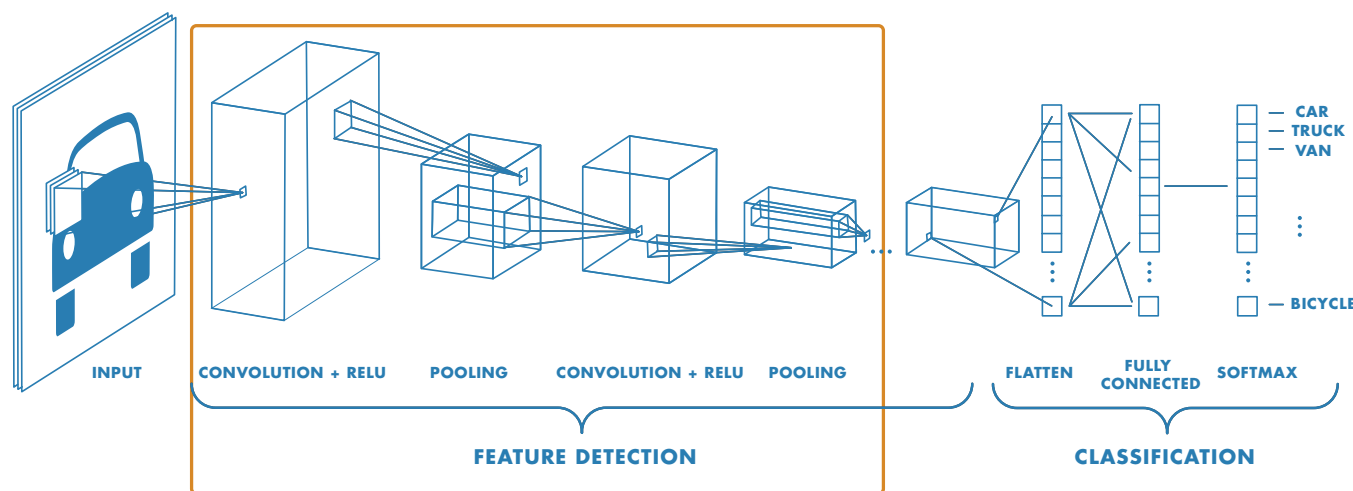 CAR
TRUCK
VAN
BICYCLE
INPUT
CONVOLUTION + RELU
POOLING
CONVOLUTION + RELU
POOLING
FLATTEN
FULLY
CONNECTED
SOFTMAX
FEATURE DETECTION
CLASSIFICATION